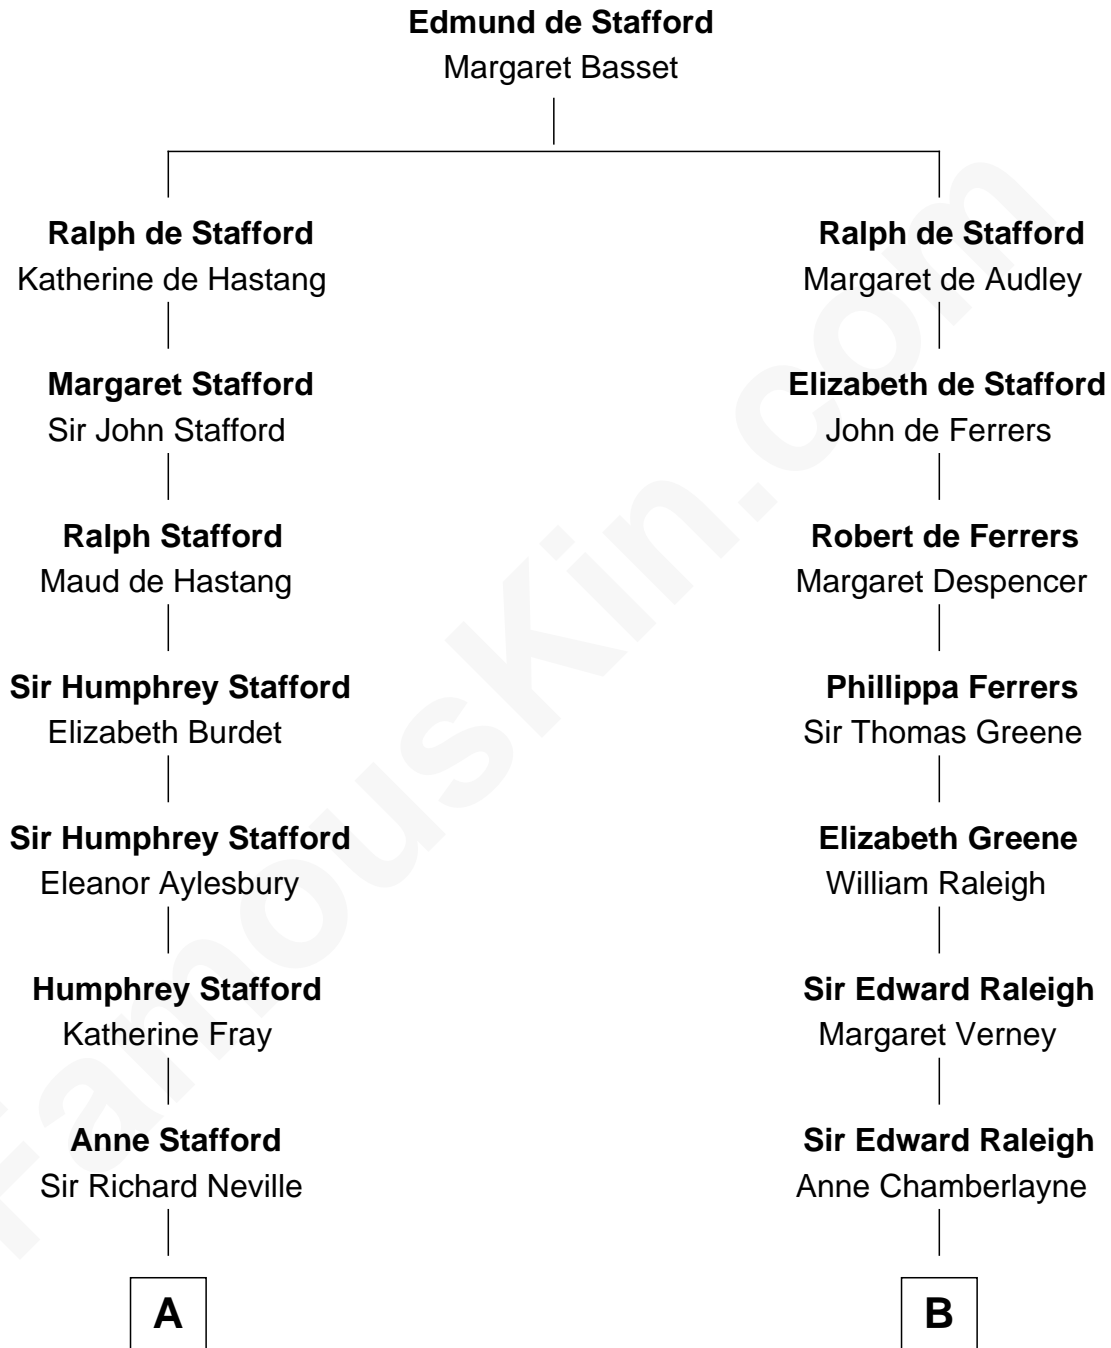 Edmund de Stafford
Margaret Basset
Ralph de Stafford
Katherine de Hastang
Margaret Stafford
Sir John Stafford
Ralph Stafford
Maud de Hastang
Sir Humphrey Stafford
Elizabeth Burdet
Sir Humphrey Stafford
Eleanor Aylesbury
Humphrey Stafford
Katherine Fray
Anne Stafford
Sir Richard Neville
A
Ralph de Stafford
Margaret de Audley
Elizabeth de Stafford
John de Ferrers
Robert de Ferrers
Margaret Despencer
Phillippa Ferrers
Sir Thomas Greene
Elizabeth Greene
William Raleigh
Sir Edward Raleigh
Margaret Verney
Sir Edward Raleigh
Anne Chamberlayne
B
FamousKin.com